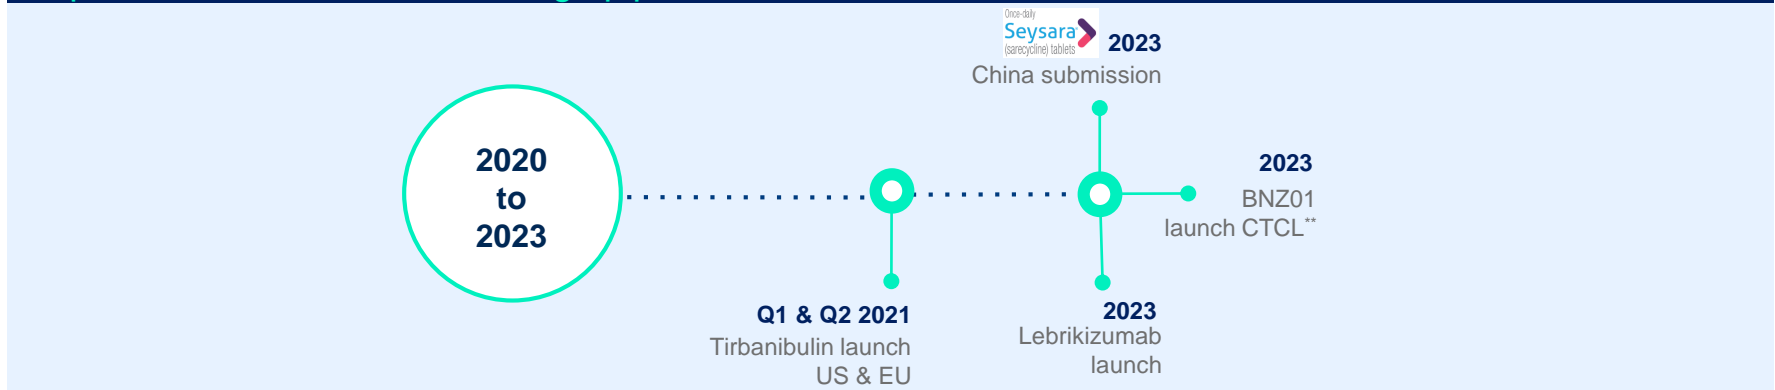 Once-daily
Seysara
(sarecycline) tablets
2023
China submission
2020
to
2023
2023
BNZ01
launch CTCL**
Q1 & Q2 2021
Tirbanibulin launch
US & EU
2023
Lebrikizumab
launch